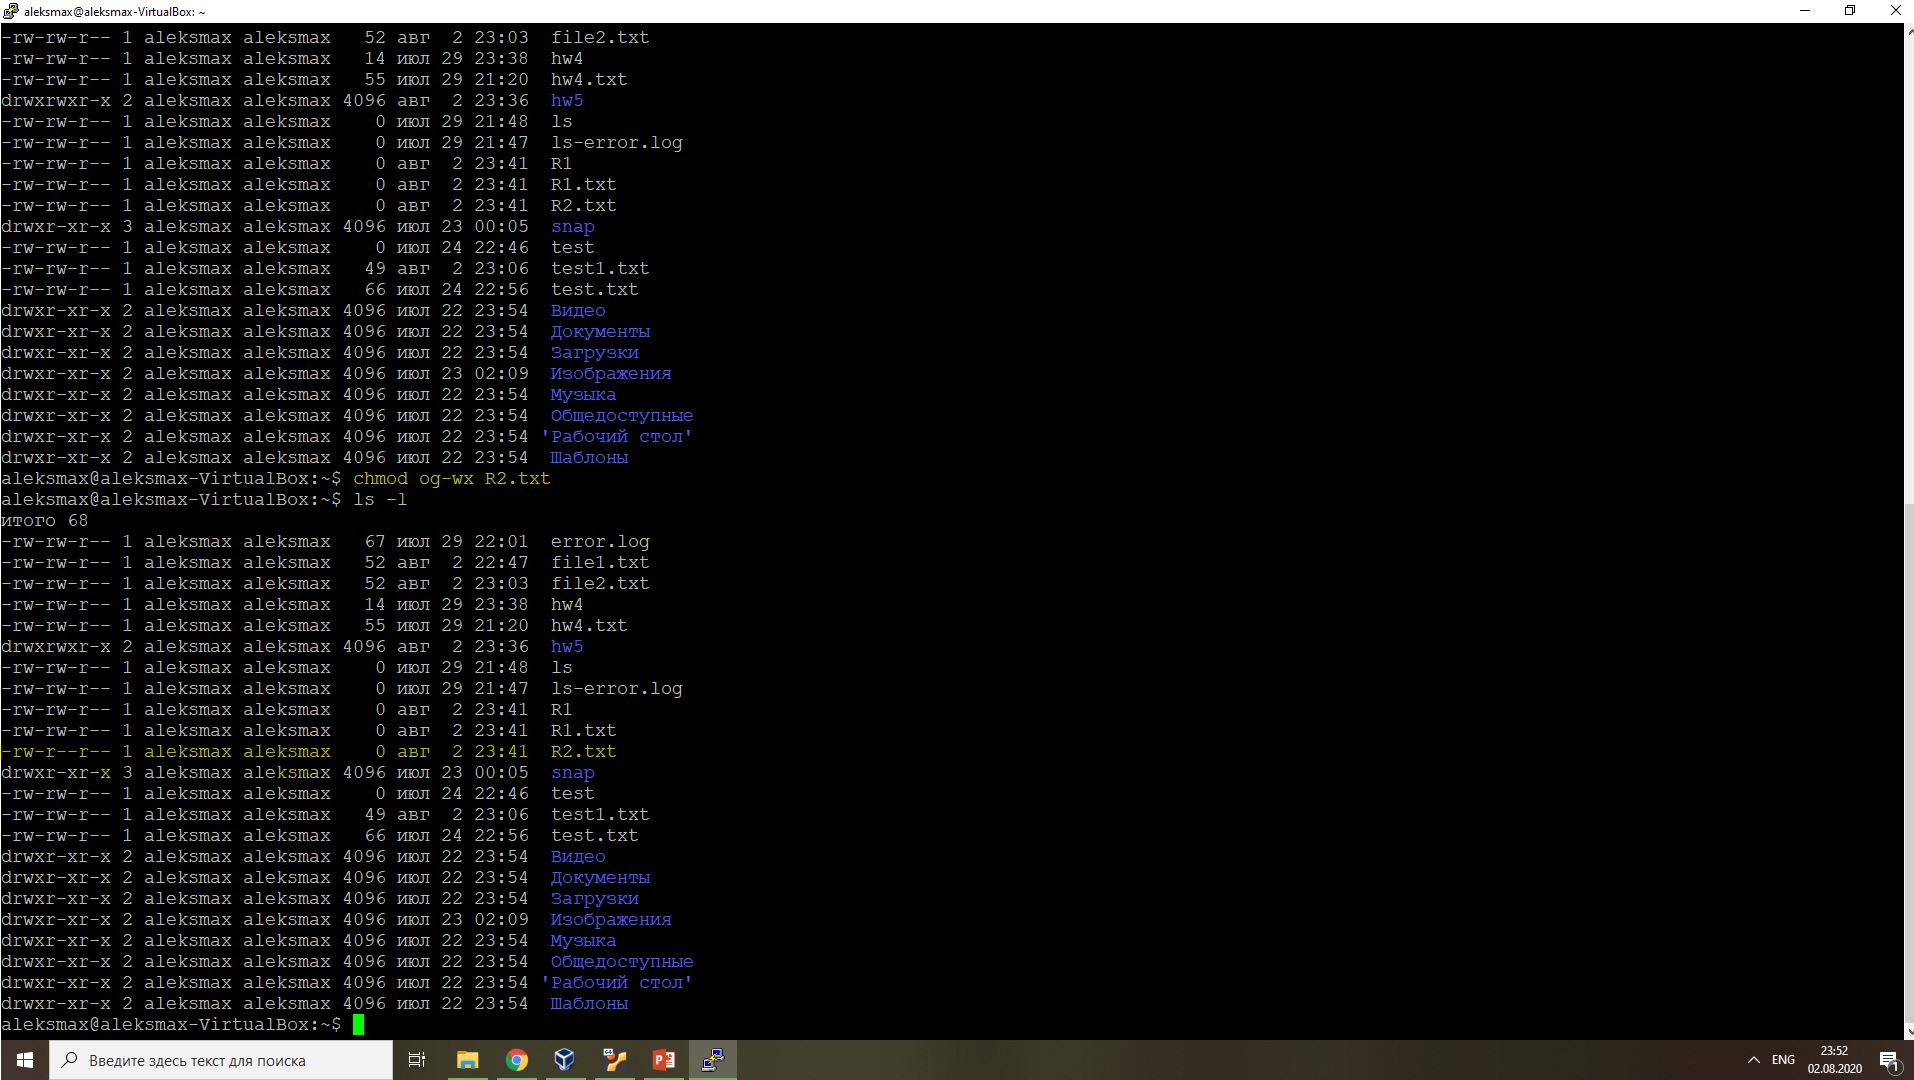 aleksmax@aleksmax-VirtualBox: ~
-rw-rw-r-- 1 aleksmax aleksmax   52 авг  2 23:03  file2.txt
-rw-rw-r-- 1 aleksmax aleksmax   14 июл 29 23:38  hw4
-rw-rw-r-- 1 aleksmax aleksmax   55 июл 29 21:20  hw4.txt
drwxrwxr-x 2 aleksmax aleksmax 4096 авг  2 23:36  hw5
-rw-rw-r-- 1 aleksmax aleksmax    0 июл 29 21:48  ls
-rw-rw-r-- 1 aleksmax aleksmax    0 июл 29 21:47  ls-error.log
-rw-rw-r-- 1 aleksmax aleksmax    0 авг  2 23:41  R1
-rw-rw-r-- 1 aleksmax aleksmax    0 авг  2 23:41  R1.txt
-rw-rw-r-- 1 aleksmax aleksmax    0 авг  2 23:41  R2.txt
drwxr-xr-x 3 aleksmax aleksmax 4096 июл 23 00:05  snap
-rw-rw-r-- 1 aleksmax aleksmax    0 июл 24 22:46  test
-rw-rw-r-- 1 aleksmax aleksmax   49 авг  2 23:06  test1.txt
-rw-rw-r-- 1 aleksmax aleksmax   66 июл 24 22:56  test.txt
drwxr-xr-x 2 aleksmax aleksmax 4096 июл 22 23:54  Видео
drwxr-xr-x 2 aleksmax aleksmax 4096 июл 22 23:54  Документы
drwxr-xr-x 2 aleksmax aleksmax 4096 июл 22 23:54  Загрузки
drwxr-xr-x 2 aleksmax aleksmax 4096 июл 23 02:09  Изображения
drwxr-xr-x 2 aleksmax aleksmax 4096 июл 22 23:54  Музыка
drwxr-xr-x 2 aleksmax aleksmax 4096 июл 22 23:54  Общедоступные
drwxr-xr-x 2 aleksmax aleksmax 4096 июл 22 23:54 'Рабочий стол'
drwxr-xr-x 2 aleksmax aleksmax 4096 июл 22 23:54  Шаблоны
aleksmax@aleksmax-VirtualBox:~$ chmod og-wx R2.txt
aleksmax@aleksmax-VirtualBox:~$ ls -l
итого 68
-rw-rw-r-- 1 aleksmax aleksmax   67 июл 29 22:01  error.log
-rw-rw-r-- 1 aleksmax aleksmax   52 авг  2 22:47  file1.txt
-rw-rw-r-- 1 aleksmax aleksmax   52 авг  2 23:03  file2.txt
-rw-rw-r-- 1 aleksmax aleksmax   14 июл 29 23:38  hw4
-rw-rw-r-- 1 aleksmax aleksmax   55 июл 29 21:20  hw4.txt
drwxrwxr-x 2 aleksmax aleksmax 4096 авг  2 23:36  hw5
-rw-rw-r-- 1 aleksmax aleksmax    0 июл 29 21:48  ls
-rw-rw-r-- 1 aleksmax aleksmax    0 июл 29 21:47  ls-error.log
-rw-rw-r-- 1 aleksmax aleksmax    0 авг  2 23:41  R1
-rw-rw-r-- 1 aleksmax aleksmax    0 авг  2 23:41  R1.txt
-rw-r--r-- 1 aleksmax aleksmax    0 авг  2 23:41  R2.txt
drwxr-xr-x 3 aleksmax aleksmax 4096 июл 23 00:05  snap
-rw-rw-r-- 1 aleksmax aleksmax    0 июл 24 22:46  test
-rw-rw-r-- 1 aleksmax aleksmax   49 авг  2 23:06  test1.txt
-rw-rw-r-- 1 aleksmax aleksmax   66 июл 24 22:56  test.txt
drwxr-xr-x 2 aleksmax aleksmax 4096 июл 22 23:54  Видео
drwxr-xr-x 2 aleksmax aleksmax 4096 июл 22 23:54  Документы
drwxr-xr-x 2 aleksmax aleksmax 4096 июл 22 23:54  Загрузки
drwxr-xr-x 2 aleksmax aleksmax 4096 июл 23 02:09  Изображения
drwxr-xr-x 2 aleksmax aleksmax 4096 июл 22 23:54  Музыка
drwxr-xr-x 2 aleksmax aleksmax 4096 июл 22 23:54  Общедоступные
drwxr-xr-x 2 aleksmax aleksmax 4096 июл 22 23:54 'Рабочий стол'
drwxr-xr-x 2 aleksmax aleksmax 4096 июл 22 23:54  Шаблоны
aleksmax@aleksmax-VirtualBox:~$
Введите здесь текст для поиска
ENG
23:52
02.08.2020
1